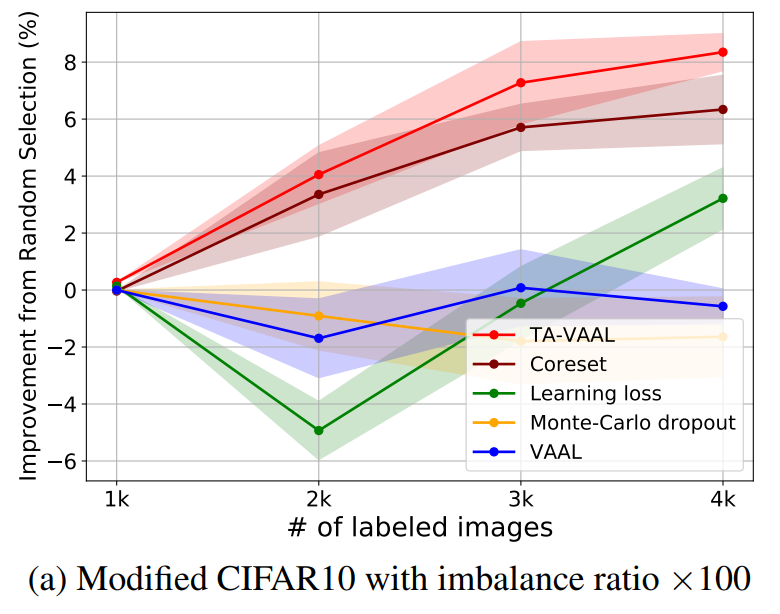 Improvement from Random Selection (%)
8
6
4
2
0
−2
−4
−6
TA-VAAL
Coreset
Learning loss
Monte-Carlo dropout
VAAL
1k 2k 3k 4k
# of labeled images
(a) Modified CIFAR10 with imbalance ratio ×100